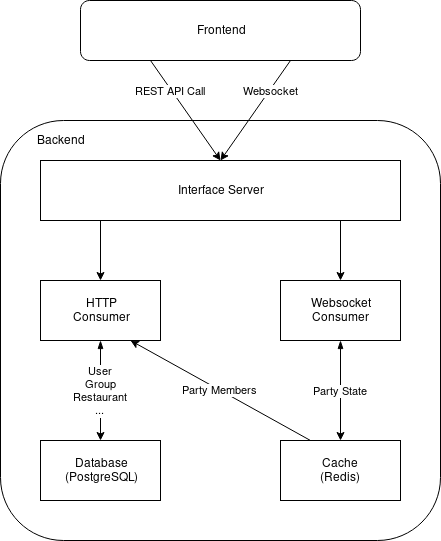 Frontend
REST API Call
Websocket
Backend
Interface Server
HTTP
Consumer
Websocket
Consumer
User
Group
Restaurant
...
Party Members
Party State
Database
(PostgreSQL)
Cache
(Redis)